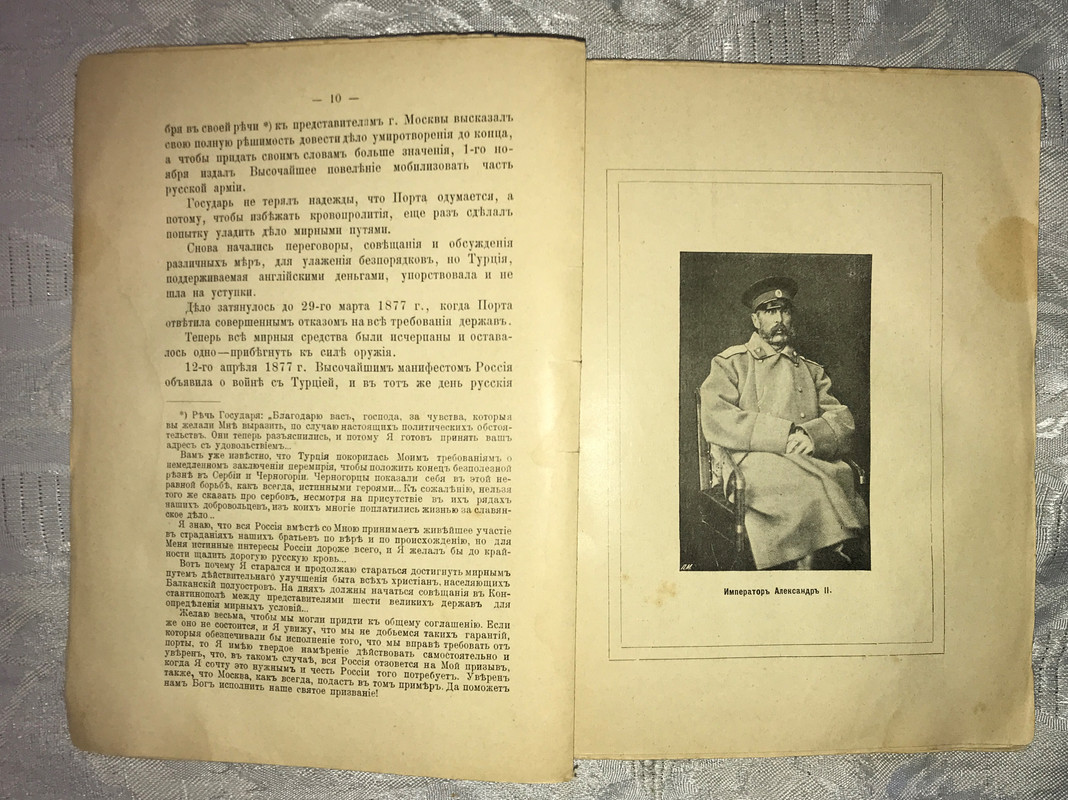 — 10 —
бря въ своей рѣчи *) къ представителямъ г. Москвы высказалъ
свою полную рѣшимость довести дѣло умиротворенія до конца,
а чтобы придать своимъ словамъ больше значенія, 1-го но-
ября издалъ Высочайшее повелѣніе мобилизовать часть
русской арміи.
Государь не терялъ надежды, что Порта одумается, а
потому, чтобы избѣжать кровопролитія, еще разъ сдѣлалъ
попытку уладить дѣло мирными путями.
Снова начались переговоры, совѣщанія и обсужденія
различныхъ мѣръ, для улаженія безпорядковъ, но Турція,
поддерживаемая англійскими деньгами, упорствовала и не
шла на уступки.
Дѣло затянулось до 29-го марта 1877 г., когда Порта
отвѣтила совершеннымъ отказомъ на всѣ требованія державъ.
Теперь всѣ мирныя средства были исчерпаны и остава-
лось одно—прибѣгнуть къ силѣ оружія.
12-го апрѣля 1877 г. Высочайшимъ манифестомъ Россія
объявила о войнѣ съ Турціей, и въ тотъ же день русскія
*) Рѣчь Государя: „Благодарю васъ, господа, за чувства, которыя
вы желали Мнѣ выразить, по случаю настоящихъ политическихъ обстоя-
тельствъ. Они теперь разъяснились, и потому Я готовъ принять вашъ
адресъ съ удовольствіемъ...
Вамъ уже извѣстно, что Турція покорилась Моимъ требованіямъ о
немедленномъ заключеніи перемирія, чтобы положить конецъ безполезной
рѣзнѣ въ Сербіи и Черногоріи. Черногорцы показали себя въ этой не-
равной борьбѣ, какъ всегда, истинными героями... Къ сожалѣнію, нельзя
того же сказать про сербовъ, несмотря на присутствіе въ ихъ рядахъ
нашихъ добровольцевъ, изъ коихъ многіе поплатились жизнью за славян-
ское дѣло...
Я знаю, что вся Россія вмѣстѣ со Мною принимаетъ живѣйшее участіе
въ страданіяхъ нашихъ братьевъ по вѣрѣ и по происхожденію, но для
Меня истинные интересы Россіи дороже всего, и Я желалъ бы до край-
ности щадить дорогую русскую кровь...
Вотъ почему Я старался и продолжаю стараться достигнуть мирнымъ
путемъ дѣйствительнаго улучшенія быта всѣхъ христіанъ, населяющихъ
Балканскій полуостровъ. На дняхъ должны начаться совѣщанія въ Кон-
стантинополѣ между представителями шести великихъ державъ для
опредѣленія мирныхъ условій...
Желаю весьма, чтобы мы могли придти къ общему соглашенію. Если
же оно не состоится, и Я увижу, что мы не добьемся такихъ гарантій,
которыя обезпечивали бы исполненіе того, что мы вправѣ требовать отъ
порты, то Я имѣю твердое намѣреніе дѣйствовать самостоятельно и
увѣренъ, что, въ такомъ случаѣ, вся Россія отзовется на Мой призывъ,
когда Я сочту это нужнымъ и честь Россіи того потребуетъ. Увѣренъ
также, что Москва, какъ всегда, подастъ въ томъ примѣръ. Да поможетъ
намъ Богъ исполнить наше святое призваніе!
Императоръ Александръ II.